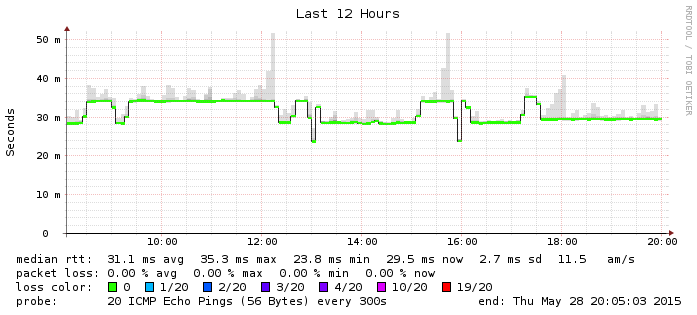 Last 12 Hours
RRDTOOL / TOBI OETIKER
Seconds
50 m
40 m
30 m
20 m
10 m
0
10:00 12:00 14:00 16:00 18:00 20:00
median rtt: 31.1 ms avg 35.3 ms max 23.8 ms min 29.5 ms now 2.7 ms sd 11.5 am/s
packet loss: 0.00 % avg 0.00 % max 0.00 % min 0.00 % now
loss color: 0 1/20 2/20 3/20 4/20 10/20 19/20
probe: 20 ICMP Echo Pings (56 Bytes) every 300s end: Thu May 28 20:05:03 2015